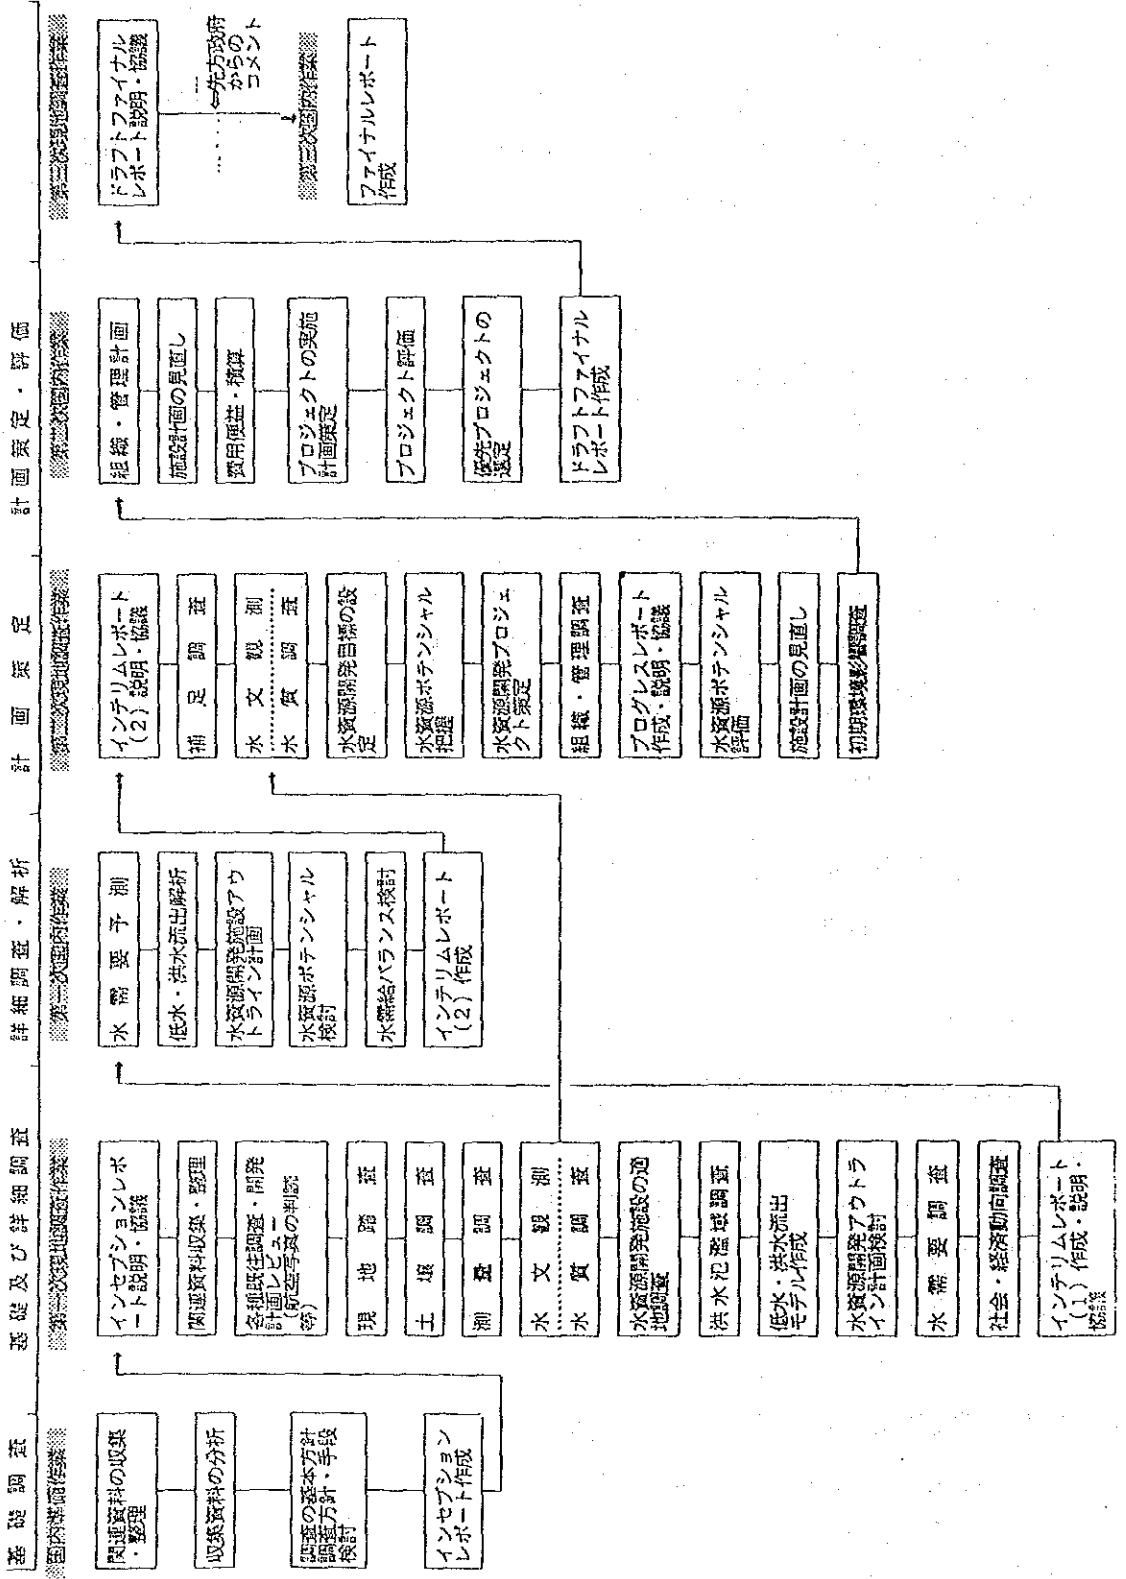 基礎調査
国内準備作業
関連資料の収集
・整理
収集資料の分析
調査の基本方針
調査方針・手段
検討
インセプション
レポート作成
基礎及び詳細調査
第一次現地調査作業
インセプションレポ
ート説明・協議
関連資料収集・整理
各種既往調査・開発
計画レビュー
(航空写真の判読
等)
現地踏査
土壌調査
測量調査
水文観測
水質調査
水資源開発施設の適
地調査
洪水氾濫域調査
低水・洪水流出
モデル作成
水資源開発アウトラ
イン計画検討
水需要調査
社会・経済動向調査
インテリムレポート
(1)作成・説明・
協議
詳細調査・解析
第一次国内作業
水需要予測
低水・洪水流出解析
水資源開発施設アウ
トライン計画
水資源ポテンシャル
検討
水需給バランス検討
インテリムレポート
(2)作成
計画策定
第二次現地調査作業
インテリムレポート
(2)説明・協議
補足調査
水文観測
水質調査
水資源開発目標の設
定
水資源ポテンシャル
把握
水資源開発プロジェ
クト策定
組織・管理調査
プログレスレポート
作成・説明・協議
水資源ポテンシャル
評価
施設計画の見直し
初期環境影響調査
計画策定・評価
第二次国内作業
組織・管理計画
施設計画の見直し
費用便益・積算
プロジェクトの実施
計画策定
プロジェクト評価
優先プロジェクトの
選定
ドラフトファイナル
レポート作成
第三次現地調査作業
ドラフトファイナル
レポート説明・協議
←先方政府
からの
コメント
第三次国内作業
ファイナルレポート
作成